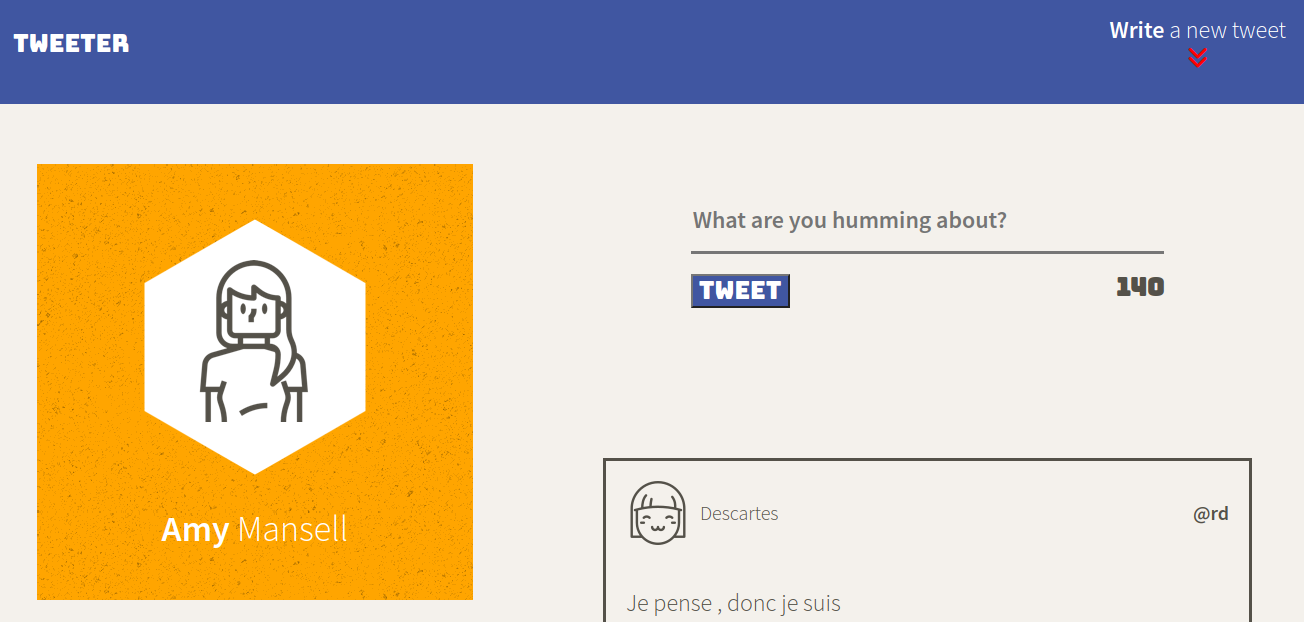 TWEETER
Write a new tweet
What are you humming about?
TWEET
140
Amy Mansell
Descartes
@rd
Je pense , donc je suis